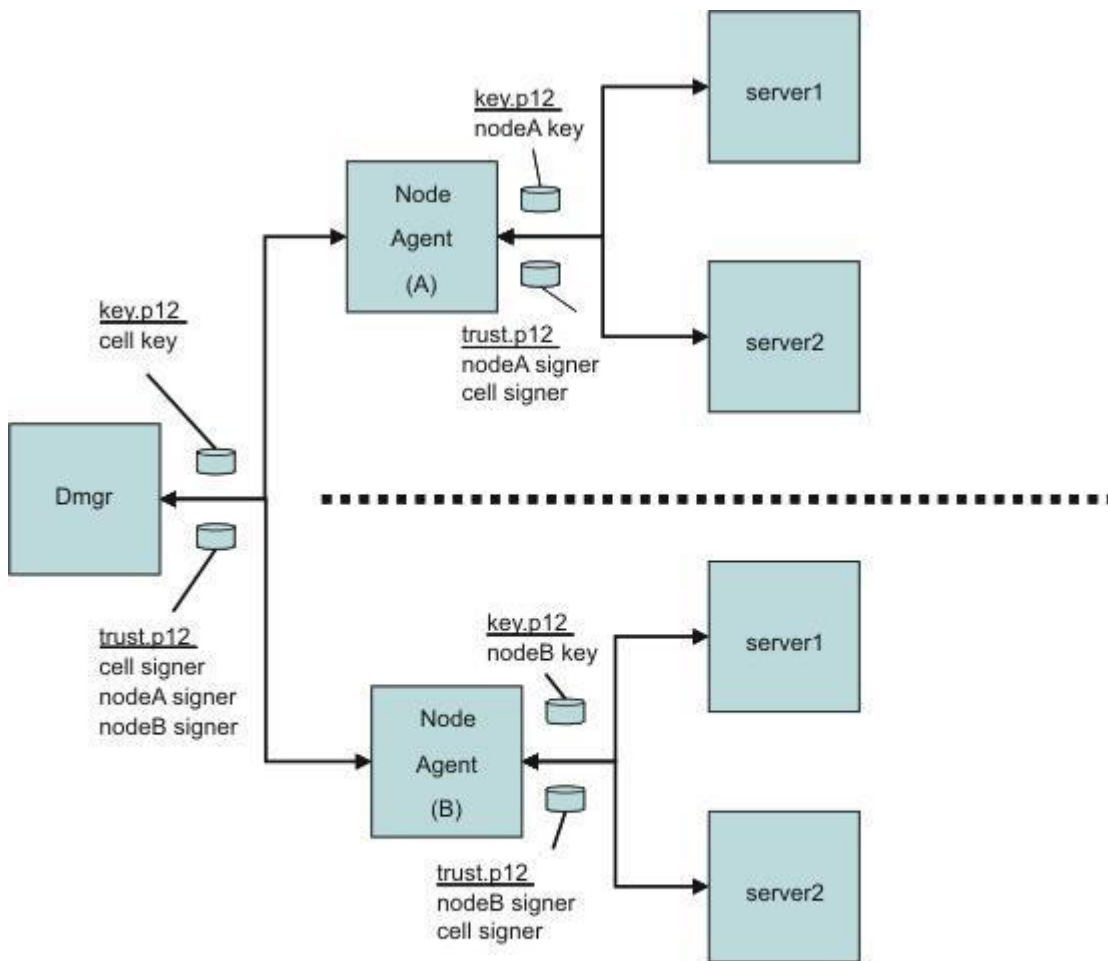 server1
key.p12
nodeA key
Node
Agent
(A)
trust.p12
nodeA signer
cell signer
server2
key.p12
cell key
Dmgr
trust.p12
cell signer
nodeA signer
nodeB signer
key.p12
nodeB key
server1
Node
Agent
(B)
trust.p12
nodeB signer
cell signer
server2